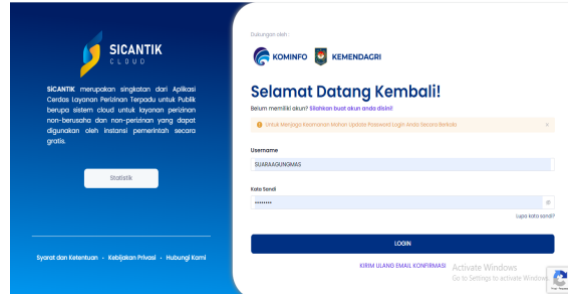 SICANTIK
CLOUD
SICANTIK merupakan singkatan dari Aplikasi
Cerdas Layanan Perizinan Terpadu untuk Publik
berupa sistem cloud untuk layanan perizinan
non-berusaha dan non-perizinan yang dapat
digunakan oleh instansi pemerintah secara
gratis.
Statistik
Syarat dan Ketentuan - Kebijakan Privasi - Hubungi Kami
Dukungan oleh :
KOMINFO KEMENDAGRI
Selamat Datang Kembali!
Belum memiliki akun? Silahkan buat akun anda disini!
Untuk Menjaga Keamanan Mohon Update Password Login Anda Secara Berkala
Username
SUARAAGUNGMAS
Kata Sandi
••••••••
Lupa kata sandi?
LOGIN
KIRIM ULANG EMAIL KONFIRMASI
Activate Windows
Go to Settings to activate Windows